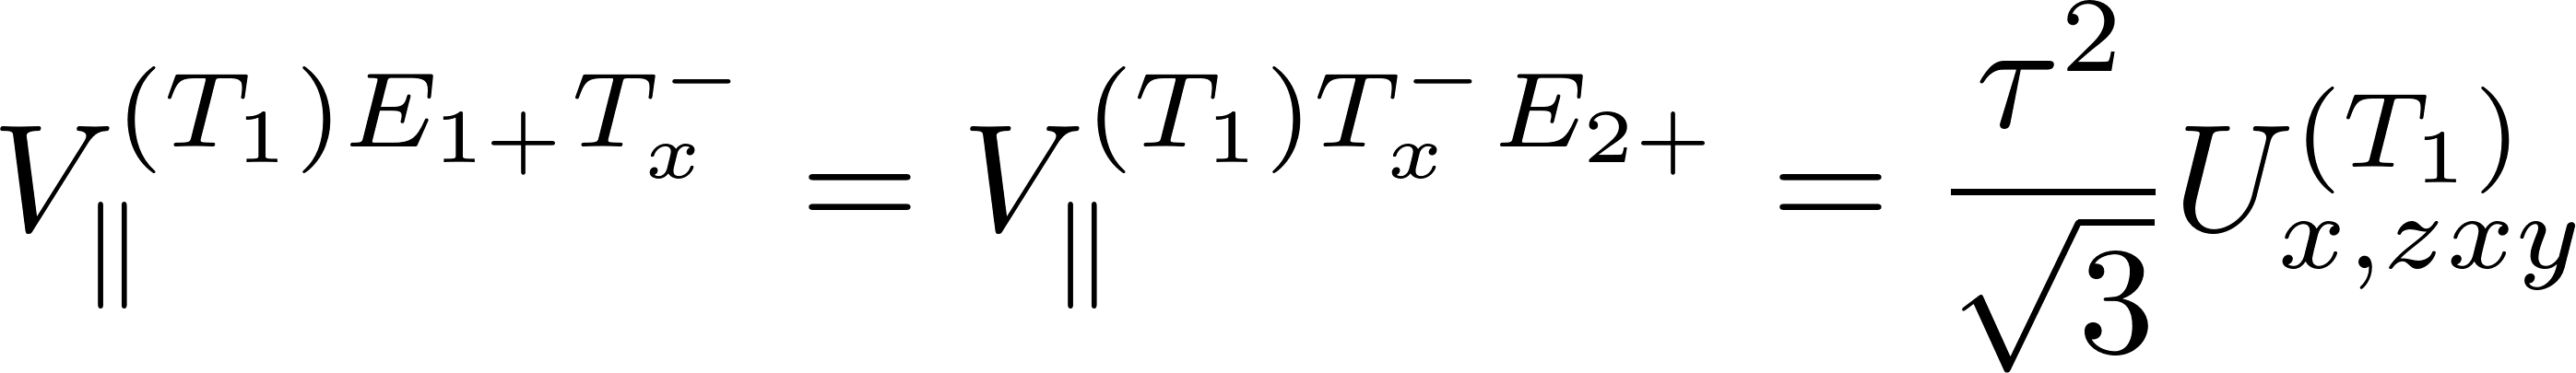 V_{\parallel}^{(T_1)E_{1+}T_x^-} = V_{\parallel}^{(T_1)T_x^-E_{2+}} = \frac{\tau^2}{\sqrt{3}} U_{x,zxy}^{(T_1)}